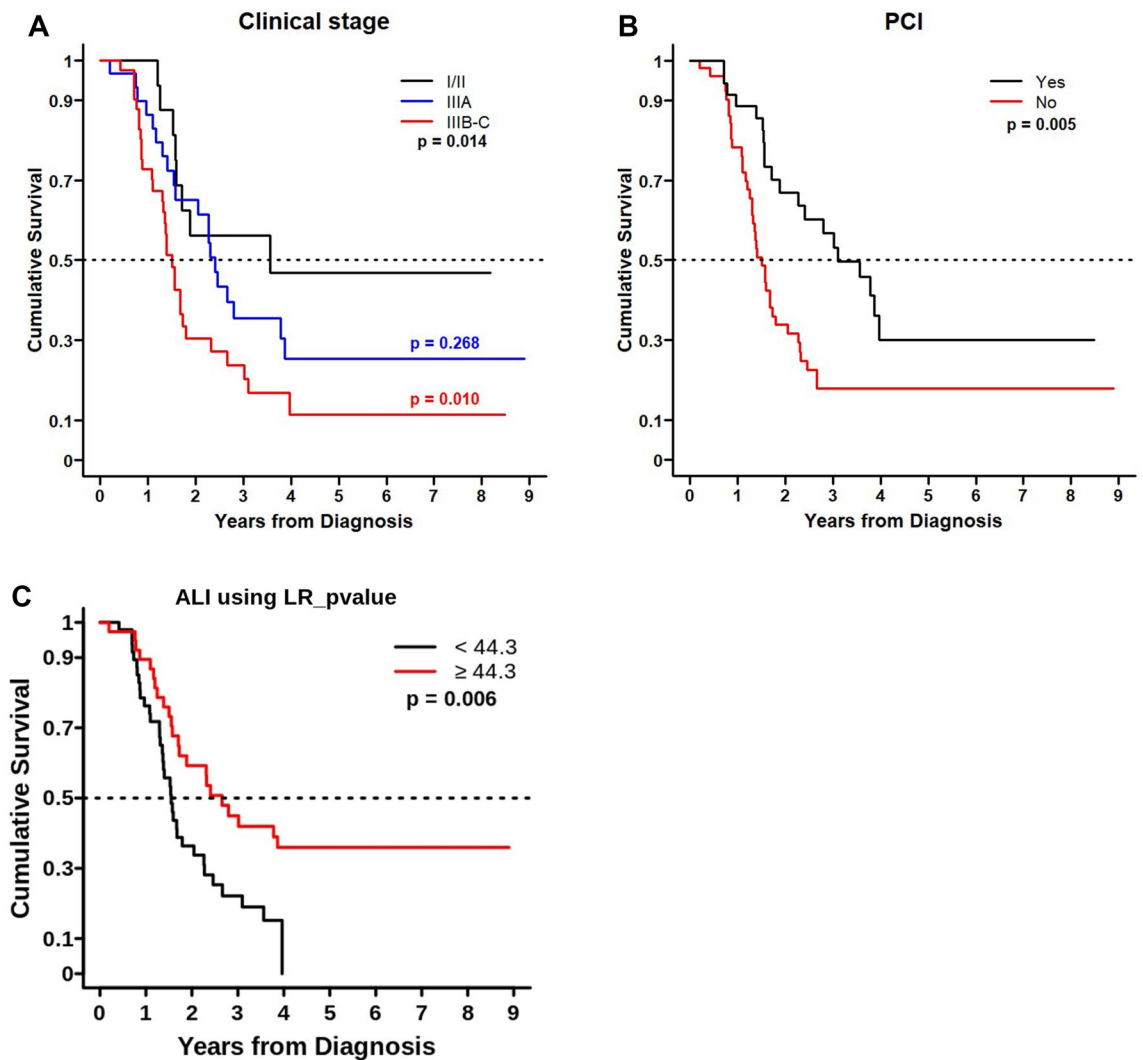 A
Clinical stage
Cumulative Survival
1
0.9
0.7
0.5
0.3
0.1
0
I/II
IIIA
IIIB-C
p = 0.014
p = 0.268
p = 0.010
0 1 2 3 4 5 6 7 8 9
Years from Diagnosis
B
PCI
Cumulative Survival
1
0.9
0.7
0.5
0.3
0.1
0
Yes
No
p = 0.005
0 1 2 3 4 5 6 7 8 9
Years from Diagnosis
C
ALI using LR_pvalue
Cumulative Survival
1
0.9
0.7
0.5
0.3
0.1
0
< 44.3
≥ 44.3
p = 0.006
0 1 2 3 4 5 6 7 8 9
Years from Diagnosis